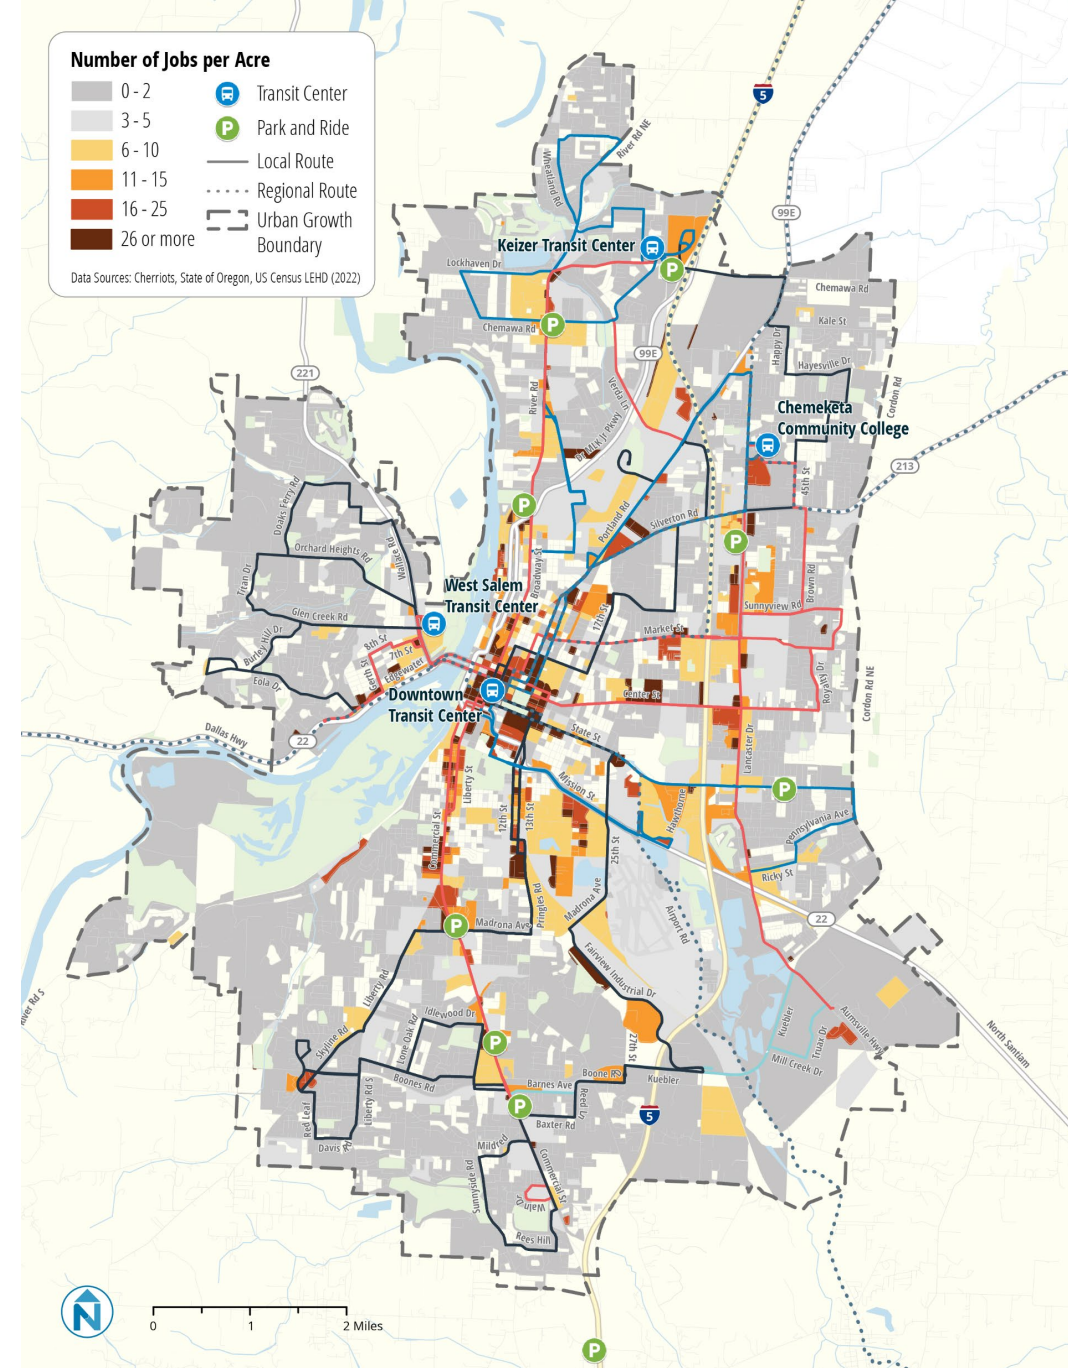 Number of Jobs per Acre
0 - 2
3 - 5
6 - 10
11 - 15
16 - 25
26 or more
Transit Center
P
Park and Ride
Local Route
Regional Route
Urban Growth
Boundary
Data Sources: Cherriots, State of Oregon, US Census LEHD (2022)
5
River Rd NE
Wheatland Rd
99E
Keizer Transit Center
Lockhaven Dr
P
Chemawa Rd
Chemawa Rd
P
Kale St
Happy Dr
99E
Hayesville Dr
221
River Rd
Verda Ln
Cordon Rd
Dr MLK Jr Pkwy
Chemeketa
Community College
213
45th St
Doaks Ferry Rd
P
Portland Rd
Silverton Rd
P
Orchard Heights Rd
Wallace Rd
Broadway St
Titan Dr
West Salem
Transit Center
Brown Rd
Sunnyview Rd
Glen Creek Rd
17th St
Market St
Burley Hill Dr
8th St
7th St
Gerth St
Edgewater
Eola Dr
Royalty Dr
Cordon Rd NE
Center St
Downtown
Transit Center
Dallas Hwy
22
State St
Lancaster Dr
Liberty St
Mission St
P
Hawthorne
Pennsylvania Ave
12th St
13th St
Commercial St
25th St
Ricky St
Pringles Rd
Madrona Ave
Airport Rd
22
P
Madrona Ave
Fairview Industrial Dr
Liberty Rd
River Rd S
Idlewood Dr
Skyline Rd
Lone Oak Rd
P
27th St
Kuebler
Aumsville Hwy
Truax Dr
North Santiam
Mill Creek Dr
Boones Rd
Barnes Ave
Boone Rd
Kuebler
Red Leaf
Liberty Rd S
P
Reed Ln
5
Baxter Rd
Davis
Mildred
Sunnyside Rd
Commercial St
Waln Dr
Rees Hill
N
0
1
2 Miles
P